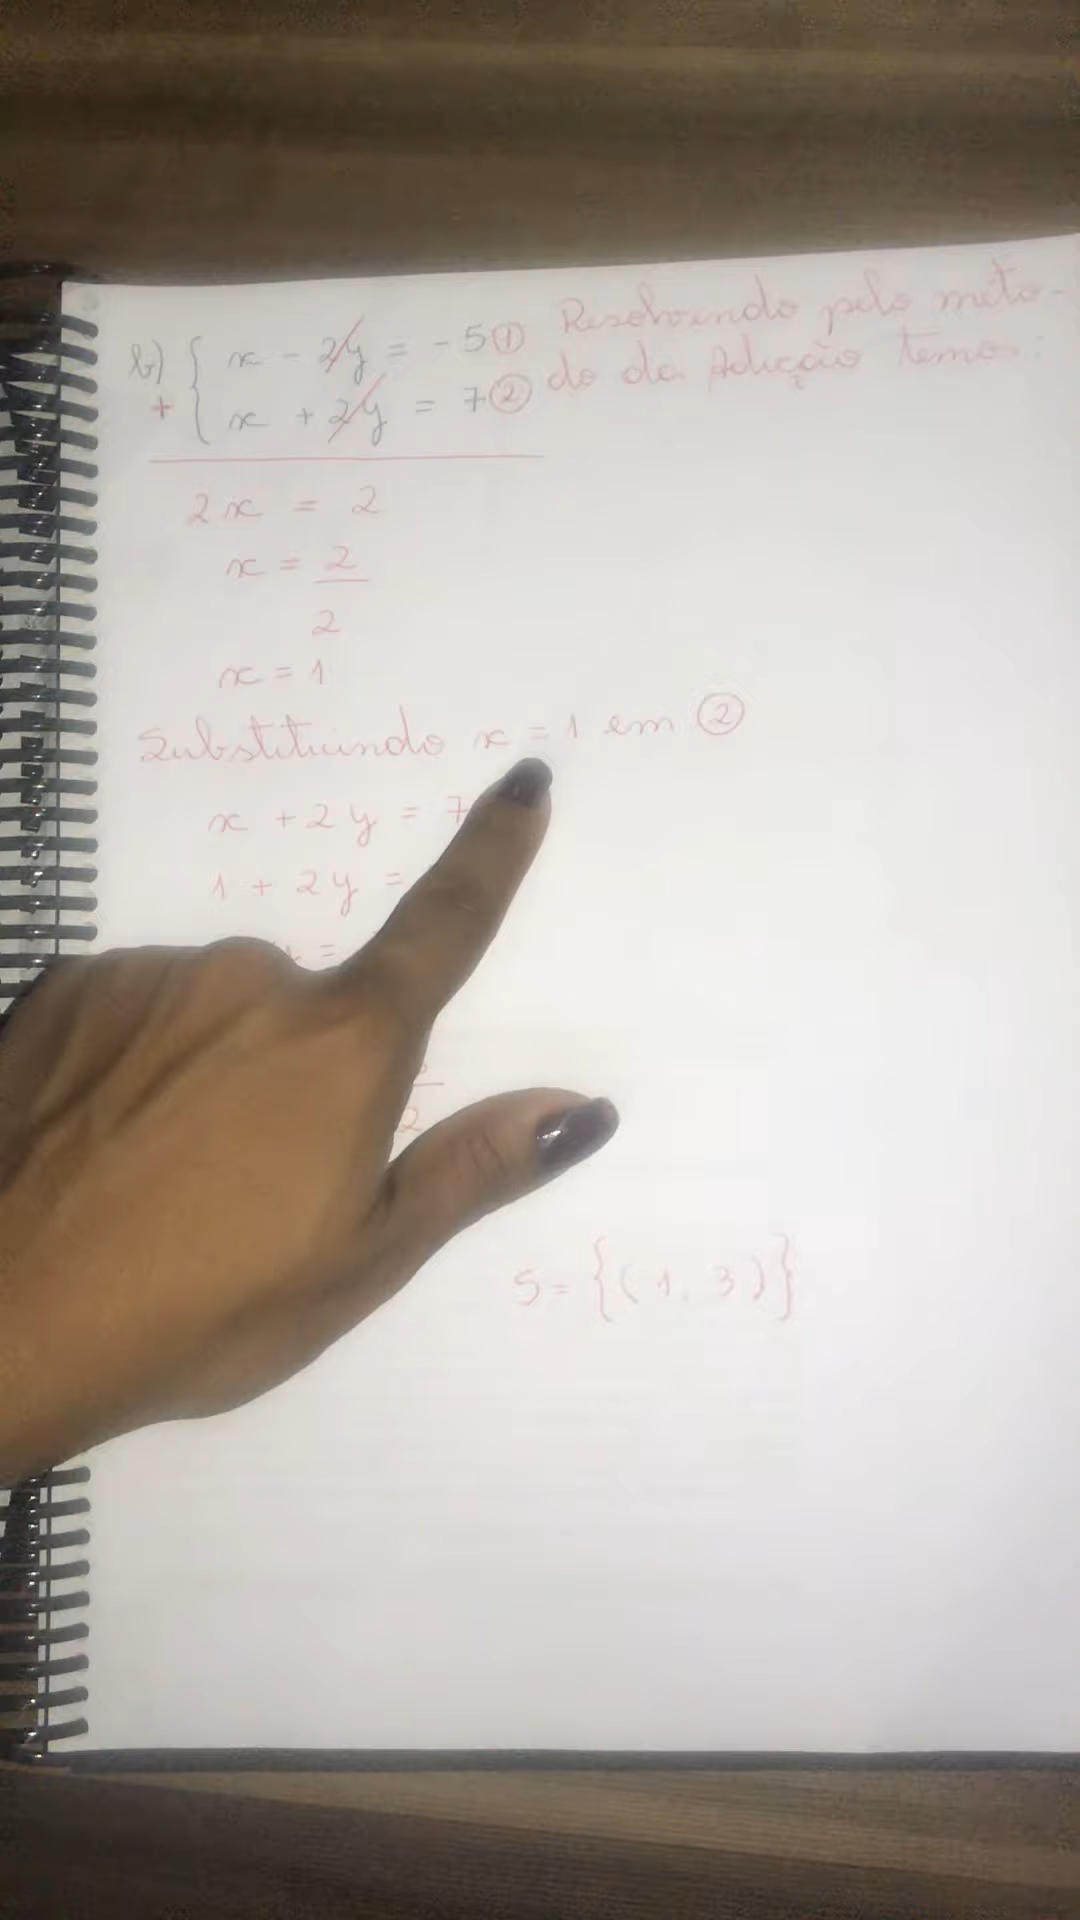 b) { x - 2y = -5 ① Resolvendo pelo méto-
+ { x + 2y = 7 ② do da Adição temos:
2x = 2
x = 2
2
x = 1
Substituindo x = 1 em ②
x + 2y = 7
1 + 2y =
=
2
S = {(1, 3)}